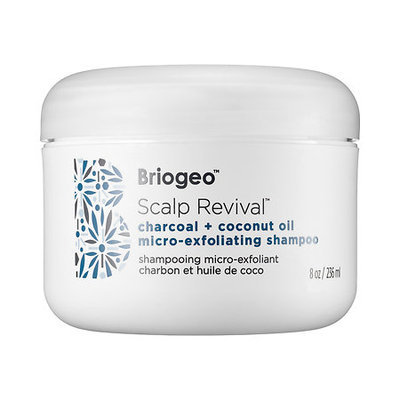 Briogeo™
Scalp Revival™
charcoal + coconut oil
micro-exfoliating shampoo
shampooing micro-exfoliant
charbon et huile de coco
8 oz/ 236 ml